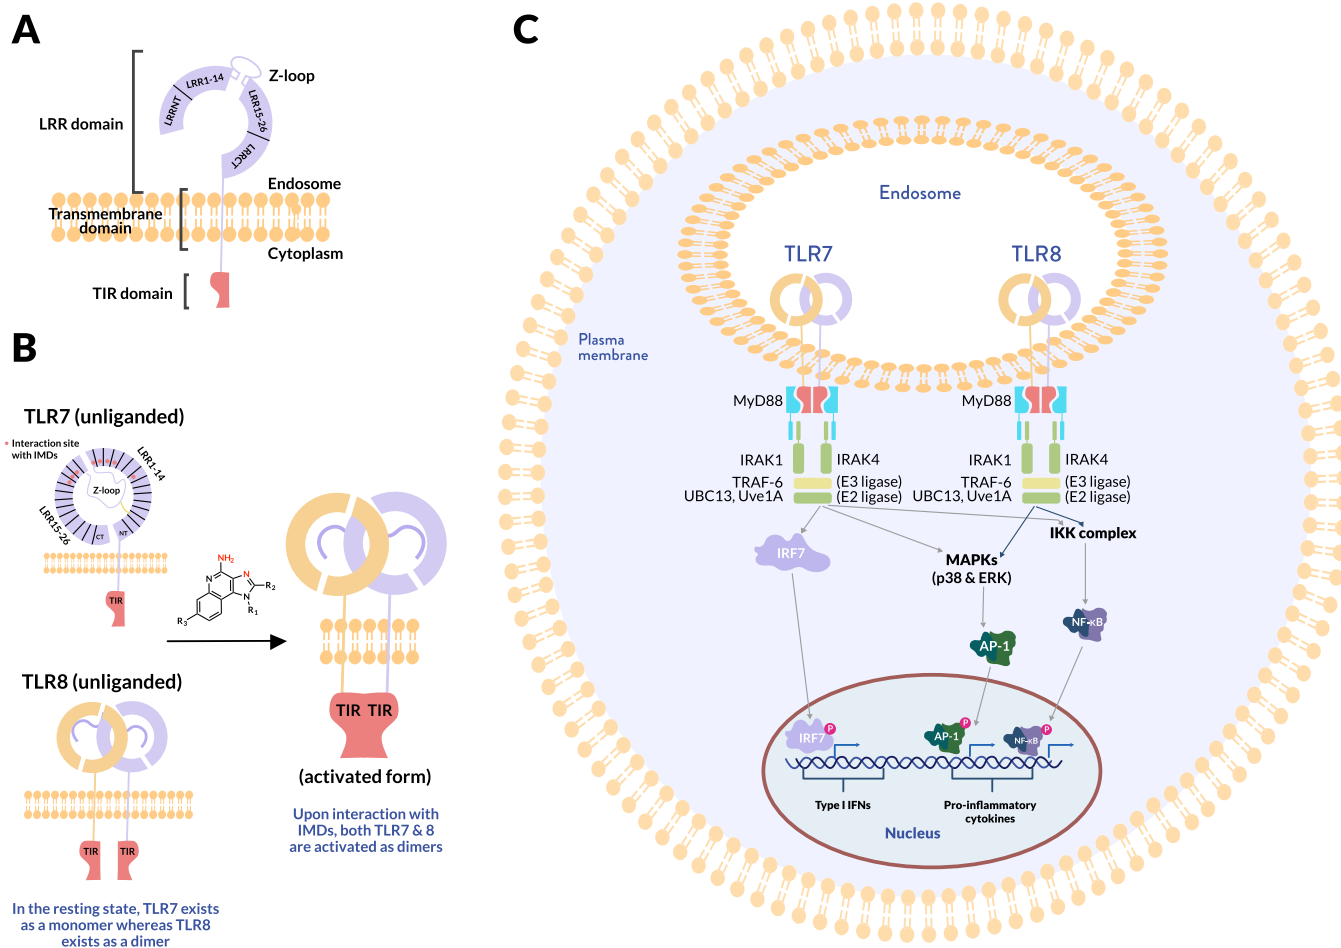 A
LRR domain
LRRNT
LRR1-14
Z-loop
LRR15-26
LRRCT
Endosome
Transmembrane
domain
Cytoplasm
TIR domain
B
TLR7 (unliganded)
Interaction site
with IMDs
LRR1-14
Z-loop
LRR15-26
CT
NT
TIR
NH2
N
N
N
R2
R1
R3
TLR8 (unliganded)
TIR
TIR
In the resting state, TLR7 exists
as a monomer whereas TLR8
exists as a dimer
TIR
TIR
(activated form)
Upon interaction with
IMDs, both TLR7 & 8
are activated as dimers
C
Endosome
TLR7
TLR8
Plasma
membrane
MyD88
MyD88
IRAK1
IRAK4
IRAK1
IRAK4
TRAF-6
(E3 ligase)
TRAF-6
(E3 ligase)
UBC13, Uve1A
(E2 ligase)
UBC13, Uve1A
(E2 ligase)
IRF7
MAPKs
(p38 & ERK)
IKK complex
NF-κB
AP-1
IRF7
P
AP-1
P
NF-κB
P
Type I IFNs
Pro-inflammatory
cytokines
Nucleus